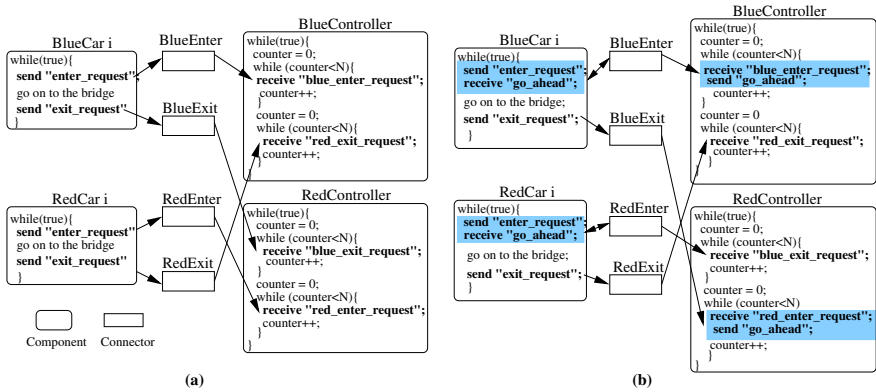 BlueCar i
while(true){
send "enter_request";
go on to the bridge
send "exit_request"
}
BlueEnter
BlueExit
BlueController
while(true){
counter = 0;
while (counter<N){
receive "blue_enter_request";
counter++;
}
counter = 0;
while (counter<N){
receive "red_exit_request";
counter++;
}
}
RedCar i
while(true){
send "enter_request"
go on to the bridge
send "exit_request"
}
RedEnter
RedExit
RedController
while(true){
counter = 0;
while (counter<N){
receive "blue_exit_request";
counter++;
}
counter = 0;
while (counter<N){
receive "red_enter_request";
counter++;
}
}
Component
Connector
(a)
BlueCar i
while(true){
send "enter_request";
receive "go_ahead";
go on to the bridge;
send "exit_request";
}
BlueEnter
BlueExit
BlueController
while(true){
counter = 0;
while (counter<N){
receive "blue_enter_request";
send "go_ahead";
counter++;
}
counter = 0
while (counter<N){
receive "red_exit_request";
counter++;
}
}
RedCar i
while(true){
send "enter_request";
receive "go_ahead";
go on to the bridge;
send "exit_request";
}
RedEnter
RedExit
RedController
while(true){
counter = 0;
while (counter<N){
receive "blue_exit_request";
counter++;
}
counter = 0;
while (counter<N)
receive "red_enter_request";
send "go_ahead";
counter++;
}
}
(b)